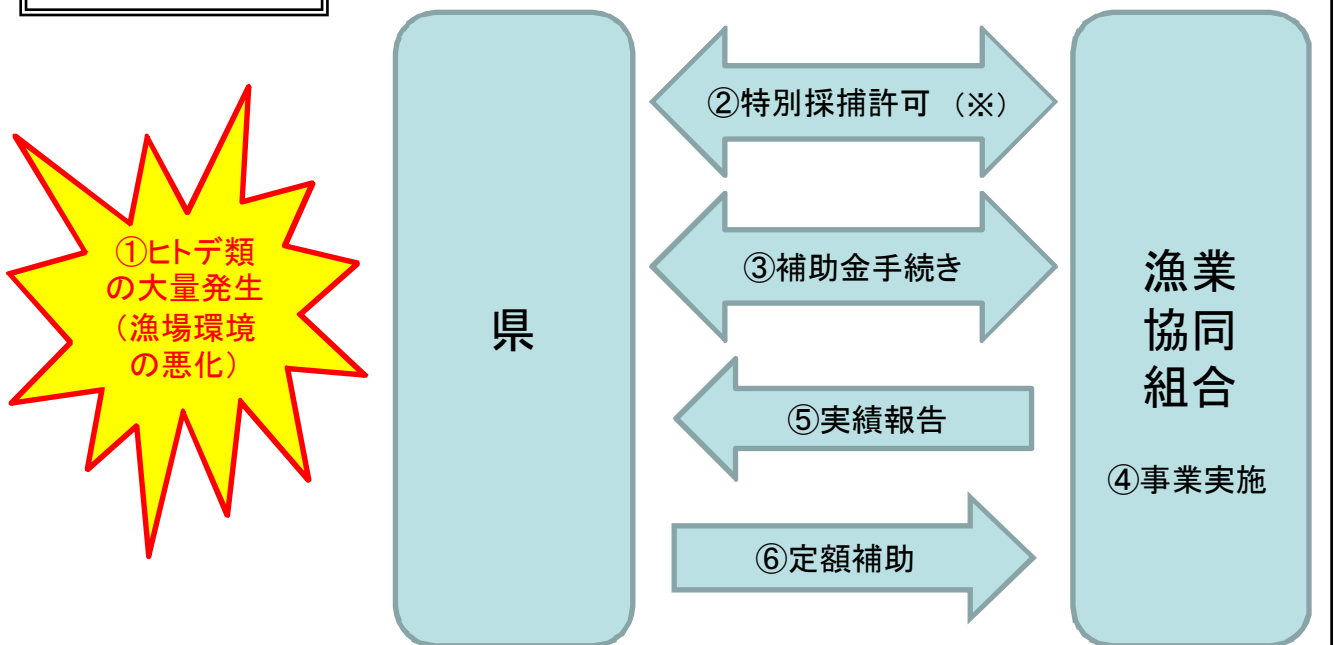 ①ヒトデ類
の大量発生
（漁場環境
の悪化）
県
②特別採捕許可（※）
③補助金手続き
⑤実績報告
⑥定額補助
漁業
協同
組合
④事業実施